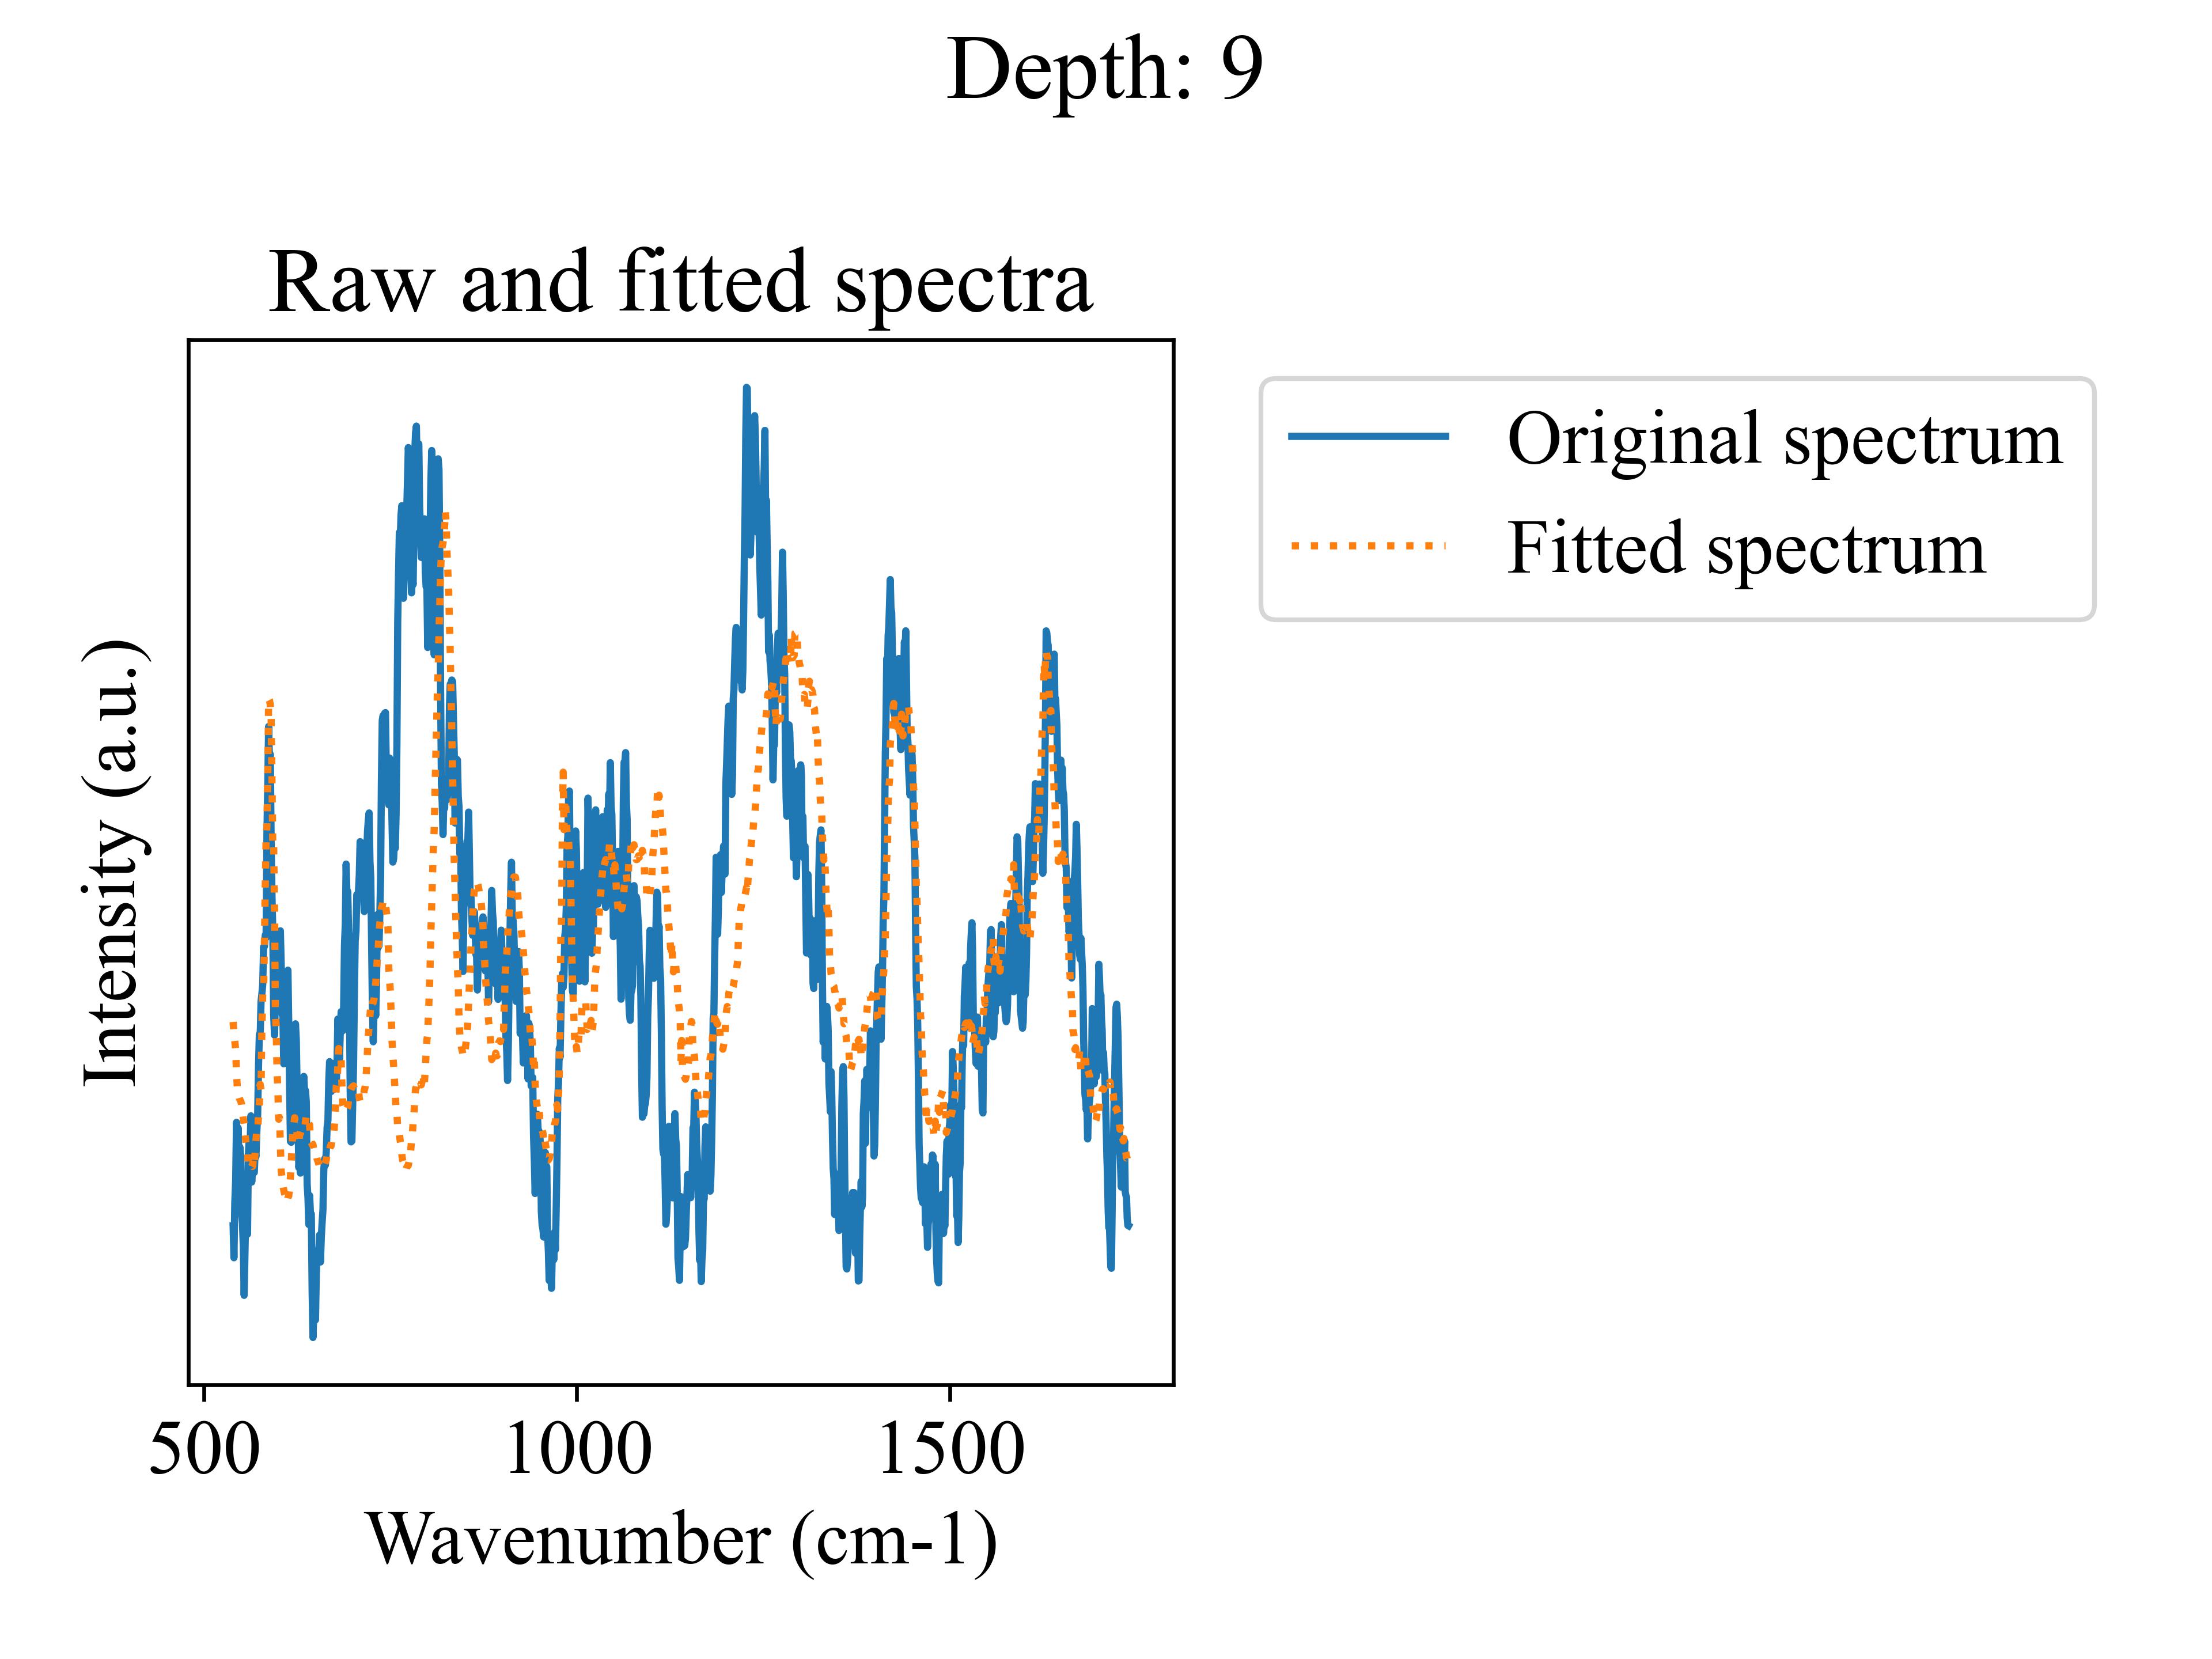 Depth: 9
Raw and fitted spectra
Original spectrum
Fitted spectrum
Intensity (a.u.)
500 1000 1500
Wavenumber (cm-1)